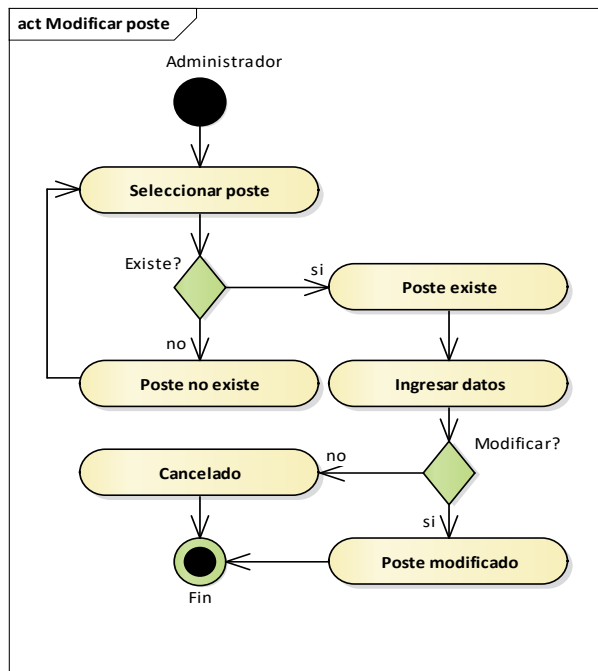 act Modificar poste
Administrador
Seleccionar poste
Existe?
si
Poste existe
no
Poste no existe
Ingresar datos
Modificar?
no
Cancelado
si
Poste modificado
Fin